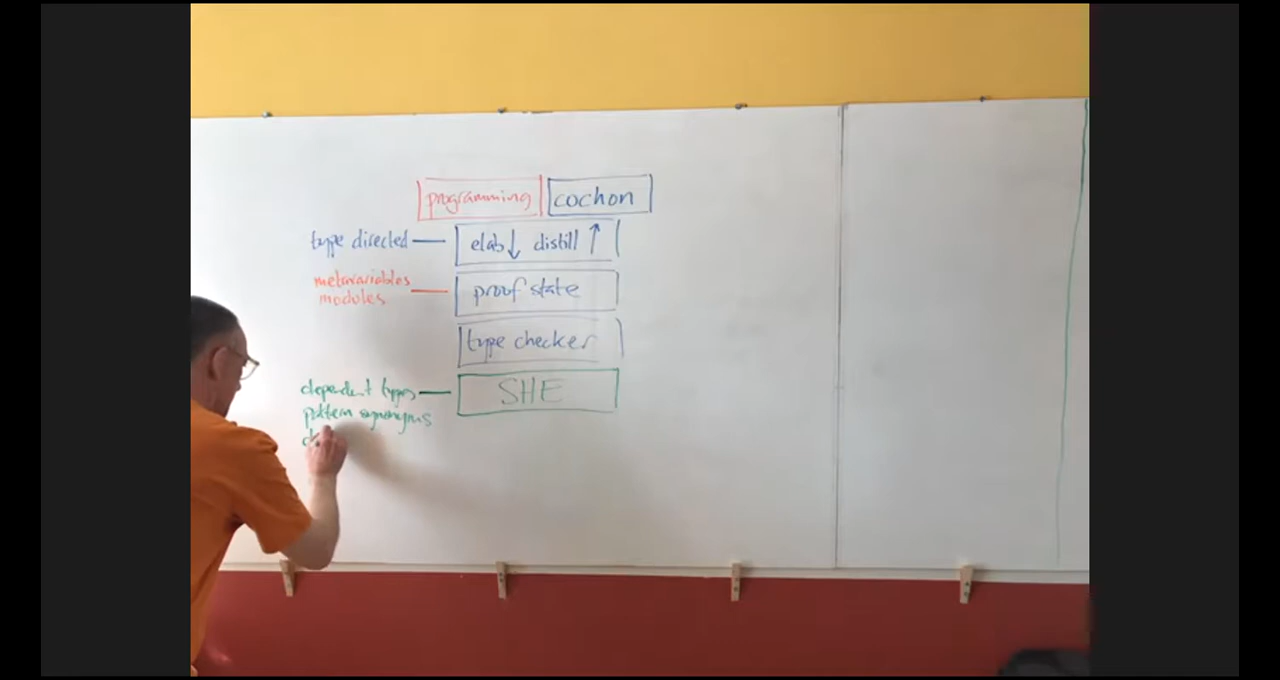 programming cochon
type directed elab↓ distill↑
metavariables
modules
proof state
type checker
dependent types SHE
pattern synonyms